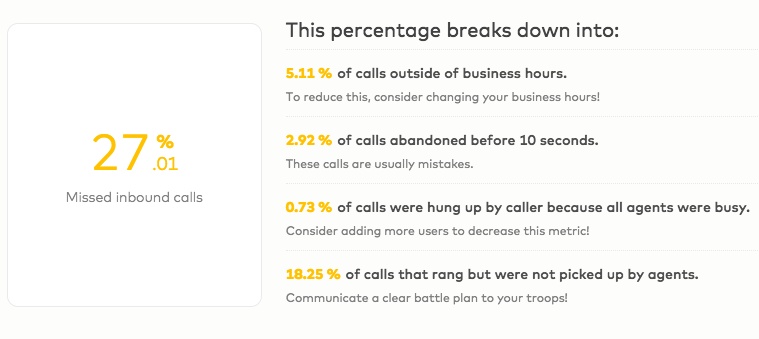 27 %
.01
Missed inbound calls
This percentage breaks down into:
5.11 % of calls outside of business hours.
To reduce this, consider changing your business hours!
2.92 % of calls abandoned before 10 seconds.
These calls are usually mistakes.
0.73 % of calls were hung up by caller because all agents were busy.
Consider adding more users to decrease this metric!
18.25 % of calls that rang but were not picked up by agents.
Communicate a clear battle plan to your troops!